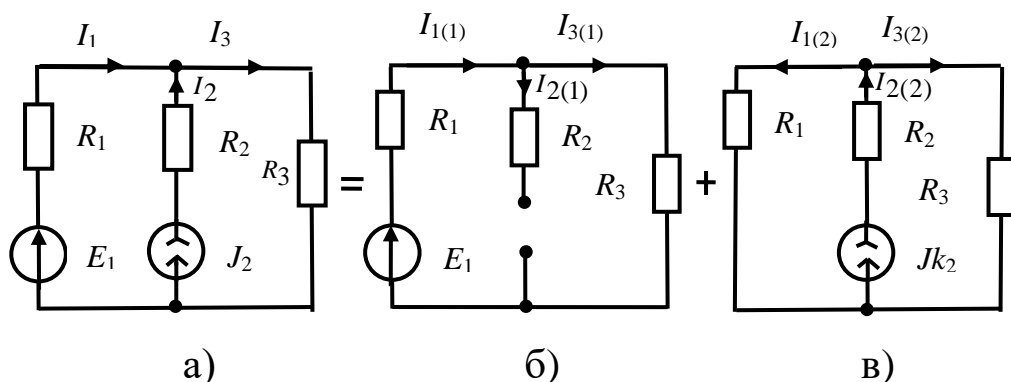 I1 I3 I1(1) I3(1) I1(2) I3(2)
I2 I2(1) I2(2)
R1 R2 R3 = R1 R2 R3 + R1 R2 R3
E1 J2 E1 Jk2
а) б) в)